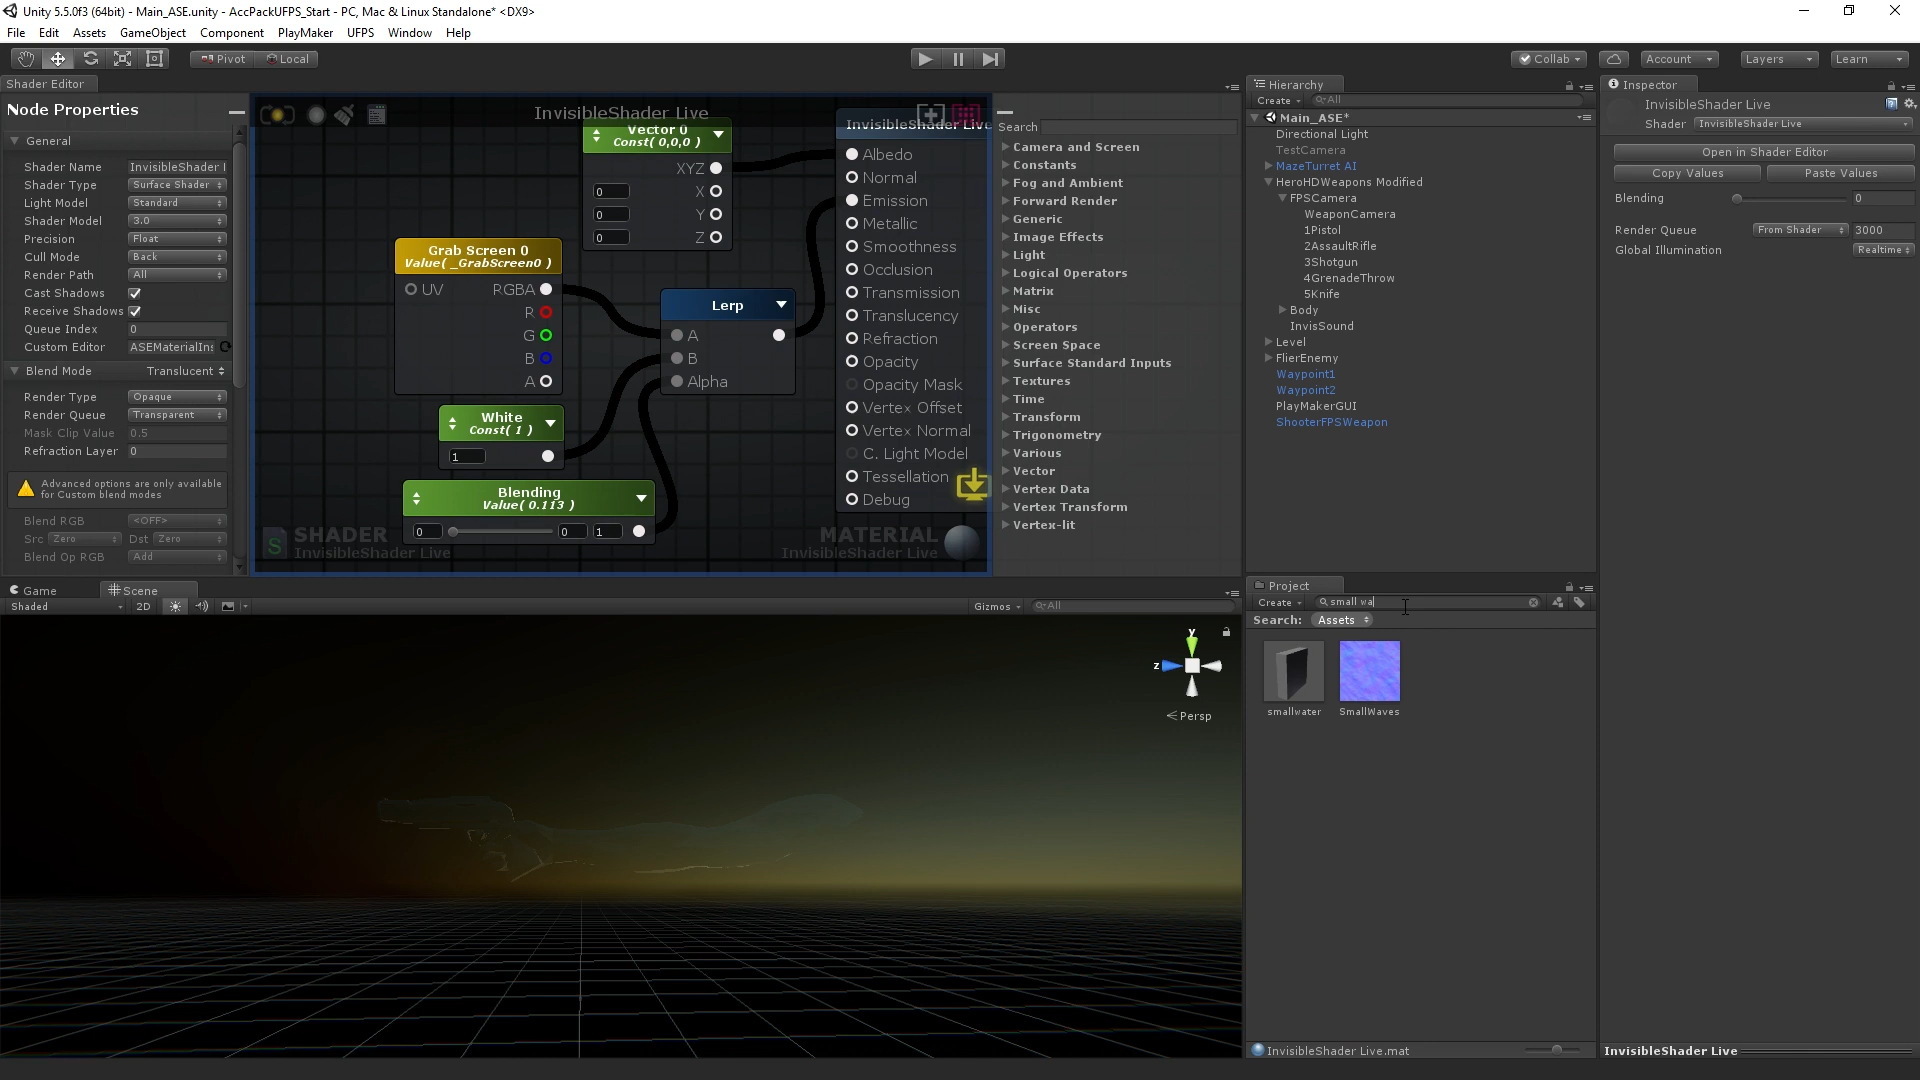 Unity 5.5.0f3 (64bit) - Main_ASE.unity - AccPackUFPS_Start - PC, Mac & Linux Standalone* <DX9>
File Edit Assets GameObject Component PlayMaker UFPS Window Help
Pivot Local Collab Account Layers Learn
Shader Editor
Node Properties
General
Shader Name InvisibleShader l
Shader Type Surface Shader
Light Model Standard
Shader Model 3.0
Precision Float
Cull Mode Back
Render Path All
Cast Shadows
Receive Shadows
Queue Index 0
Custom Editor ASEMaterialIns
Blend Mode Translucent
Render Type Opaque
Render Queue Transparent
Mask Clip Value 0.5
Refraction Layer 0
Advanced options are only available
for Custom blend modes
Blend RGB <OFF>
Src Zero Dst Zero
Blend Op RGB Add
InvisibleShader Live
Vector 0
Const( 0,0,0 )
XYZ
0 X
0 Y
0 Z
Grab Screen 0
Value( _GrabScreen0 )
UV RGBA
R
G
B
A
Lerp
A
B
Alpha
White
Const( 1 )
1
Blending
Value( 0.113 )
0 0 1
InvisibleShader Live
Albedo
Normal
Emission
Metallic
Smoothness
Occlusion
Transmission
Translucency
Refraction
Opacity
Opacity Mask
Vertex Offset
Vertex Normal
C. Light Model
Tessellation
Debug
S SHADER
InvisibleShader Live
MATERIAL
InvisibleShader Live
Search
Camera and Screen
Constants
Fog and Ambient
Forward Render
Generic
Image Effects
Light
Logical Operators
Matrix
Misc
Operators
Screen Space
Surface Standard Inputs
Textures
Time
Transform
Trigonometry
Various
Vector
Vertex Data
Vertex Transform
Vertex-lit
Hierarchy
Create All
Main_ASE*
Directional Light
TestCamera
MazeTurret AI
HeroHDWeapons Modified
FPSCamera
WeaponCamera
1Pistol
2AssaultRifle
3Shotgun
4GrenadeThrow
5Knife
Body
InvisSound
Level
FlierEnemy
Waypoint1
Waypoint2
PlayMakerGUI
ShooterFPSWeapon
Inspector
InvisibleShader Live
Shader InvisibleShader Live
Open in Shader Editor
Copy Values Paste Values
Blending 0
Render Queue From Shader 3000
Global Illumination Realtime
Game Scene
Shaded 2D Gizmos All
y
z
Persp
Project
Create small wa
Search: Assets
smallwater SmallWaves
InvisibleShader Live.mat
InvisibleShader Live